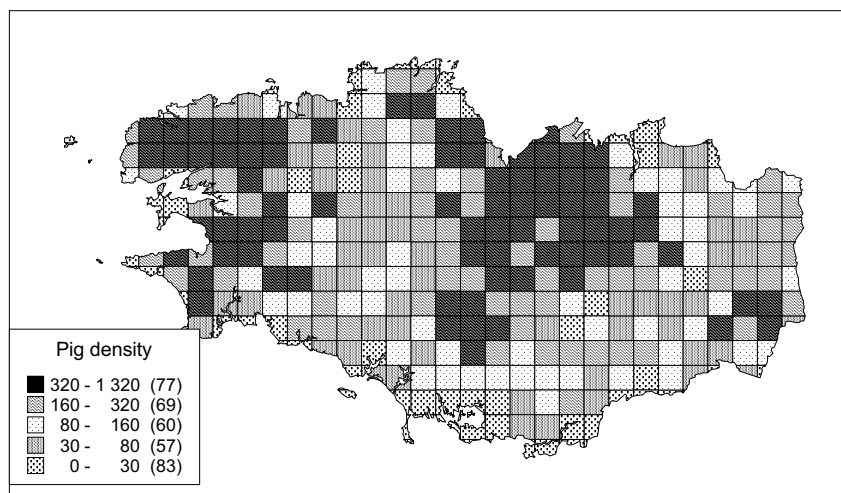 Pig density
320 - 1 320 (77)
160 - 320 (69)
80 - 160 (60)
30 - 80 (57)
0 - 30 (83)